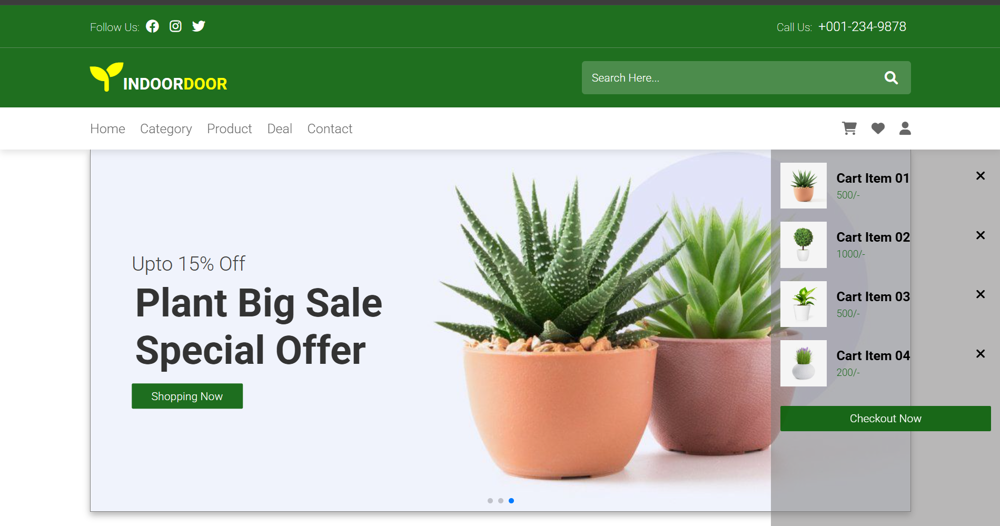 Follow Us:
Call Us: +001-234-9878
INDOORDOOR
Search Here...
Home Category Product Deal Contact
Upto 15% Off
Plant Big Sale
Special Offer
Shopping Now
Cart Item 01
500/-
Cart Item 02
1000/-
Cart Item 03
500/-
Cart Item 04
200/-
Checkout Now